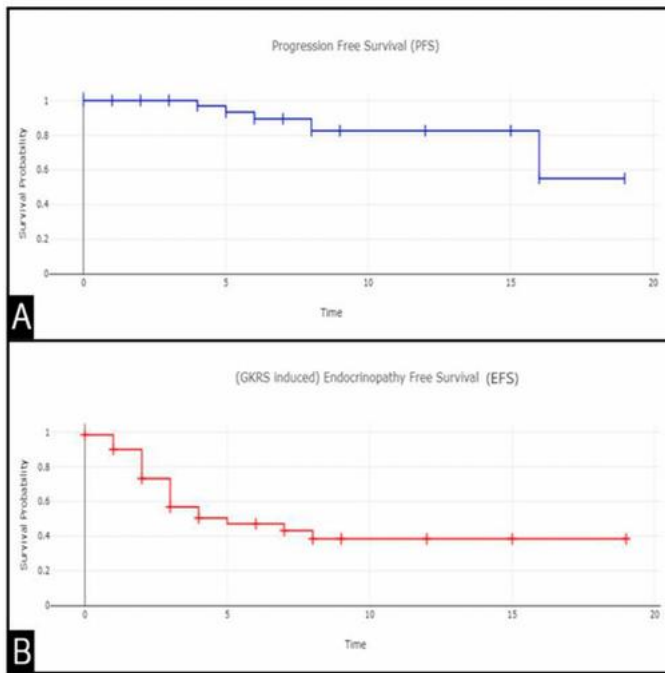 Progression Free Survival (PFS)
1
0.8
0.6
0.4
0.2
0
Survival Probability
0 5 10 15 20
Time
A
(GKRS induced) Endocrinopathy Free Survival (EFS)
1
0.8
0.6
0.4
0.2
0
Survival Probability
0 5 10 15 20
Time
B